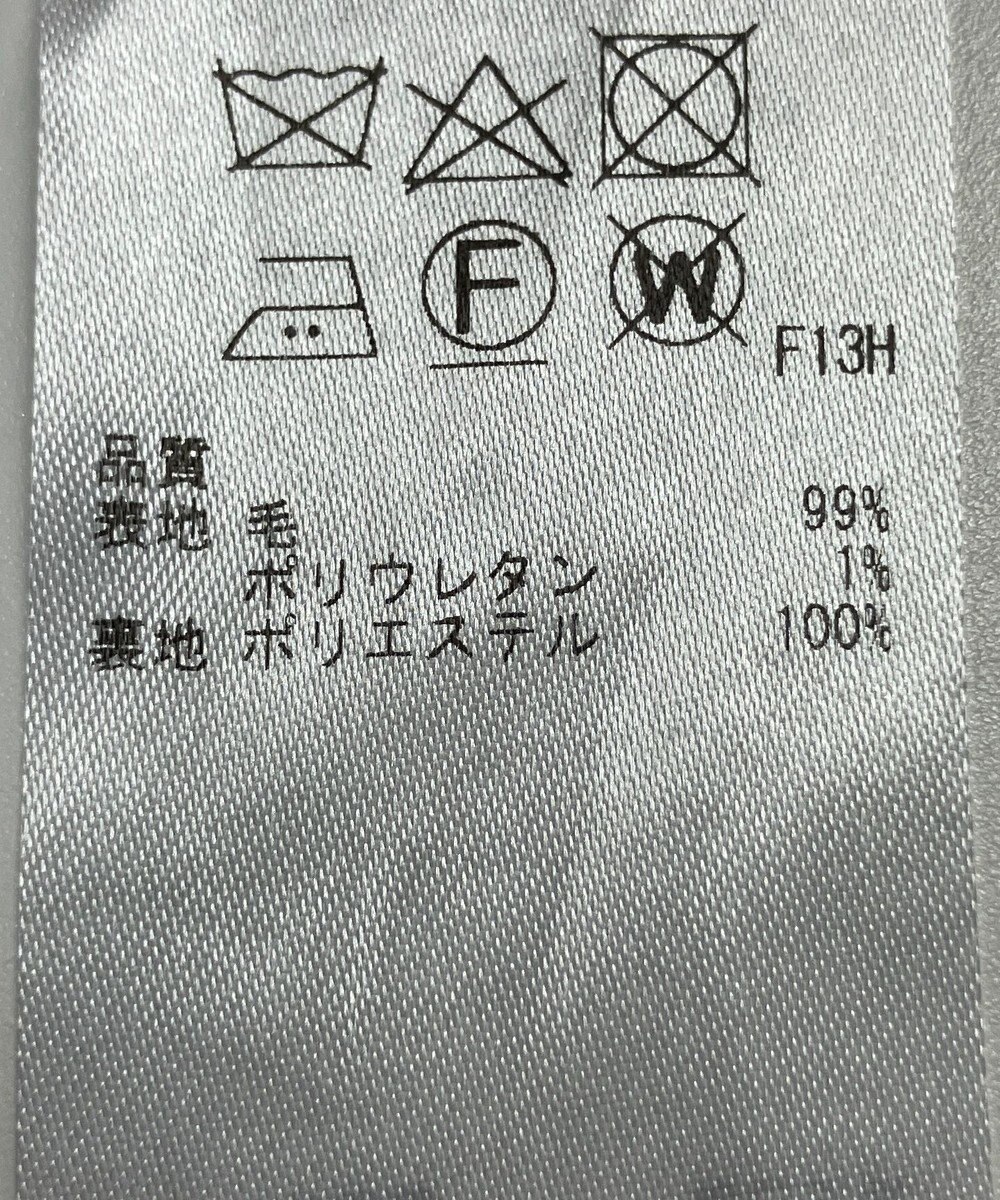 F
W
F13H
品質
表地 毛 99%
ポリウレタン 1%
裏地 ポリエステル 100%